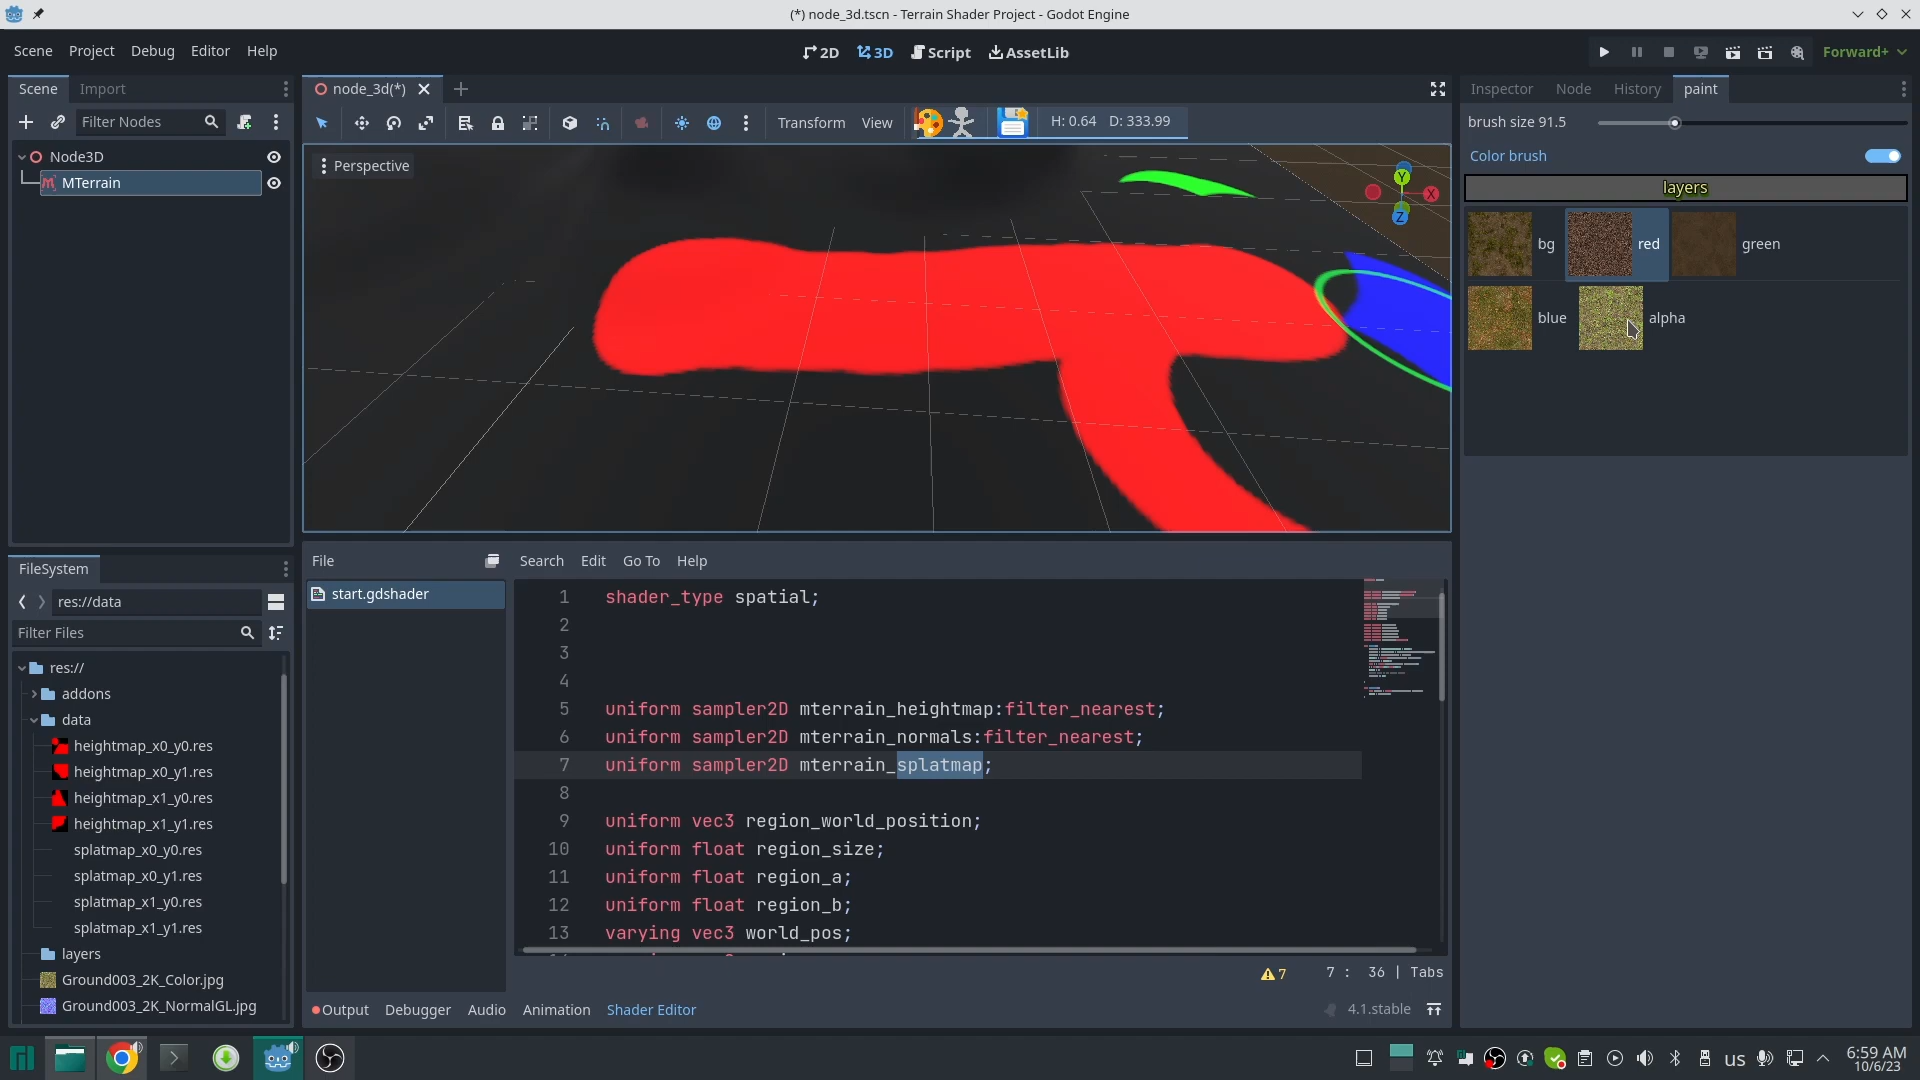 (*) node_3d.tscn - Terrain Shader Project - Godot Engine
Scene Project Debug Editor Help
2D 3D Script AssetLib
Forward+
Scene Import
Filter Nodes
Node3D
MTerrain
node_3d(*)
Transform View
H: 0.64 D: 333.99
Perspective
Y
X
Z
Inspector Node History paint
brush size 91.5
Color brush
layers
bg red green
blue alpha
FileSystem
res://data
Filter Files
res://
addons
data
heightmap_x0_y0.res
heightmap_x0_y1.res
heightmap_x1_y0.res
heightmap_x1_y1.res
splatmap_x0_y0.res
splatmap_x0_y1.res
splatmap_x1_y0.res
splatmap_x1_y1.res
layers
Ground003_2K_Color.jpg
Ground003_2K_NormalGL.jpg
File Search Edit Go To Help
start.gdshader
1 shader_type spatial;
2
3
4
5 uniform sampler2D mterrain_heightmap:filter_nearest;
6 uniform sampler2D mterrain_normals:filter_nearest;
7 uniform sampler2D mterrain_splatmap;
8
9 uniform vec3 region_world_position;
10 uniform float region_size;
11 uniform float region_a;
12 uniform float region_b;
13 varying vec3 world_pos;
7 7 : 36 | Tabs
Output Debugger Audio Animation Shader Editor
4.1.stable
us
6:59 AM
10/6/23